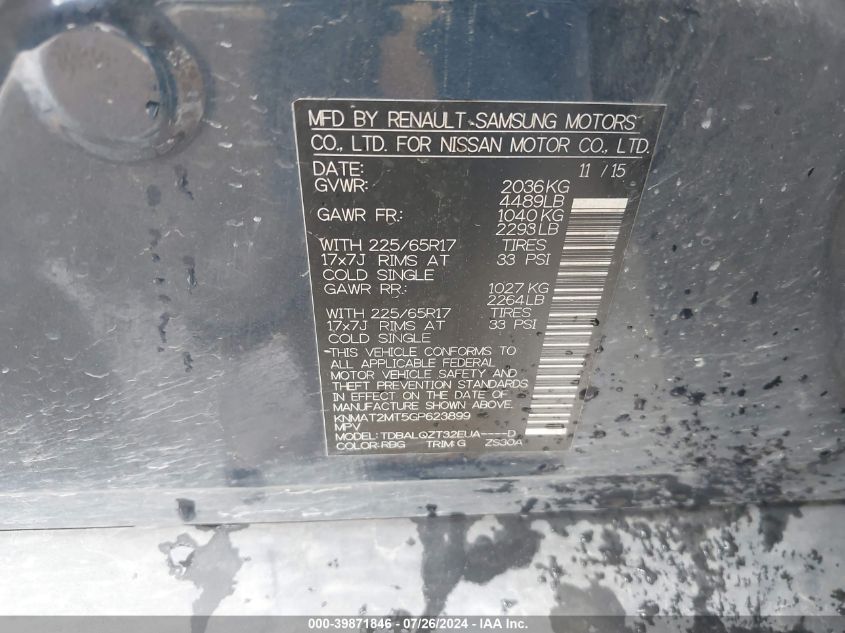 MFD BY RENAULT-SAMSUNG MOTORS
CO., LTD. FOR NISSAN MOTOR CO., LTD.
DATE: 11 / 15
GVWR: 2036KG
4489LB
GAWR FR.: 1040KG
2293LB
WITH 225/65R17 TIRES
17x7J RIMS AT 33 PSI
COLD SINGLE
GAWR RR.: 1027KG
2264LB
WITH 225/65R17 TIRES
17x7J RIMS AT 33 PSI
COLD SINGLE
*THIS VEHICLE CONFORMS TO
ALL APPLICABLE FEDERAL
MOTOR VEHICLE SAFETY AND
THEFT PREVENTION STANDARDS
IN EFFECT ON THE DATE OF
MANUFACTURE SHOWN ABOVE.
KNMAT2MT5GP623899
MPV
MODEL: TDBALQZT32EUA----D
COLOR: RBG TRIM: G ZS30A
000-39871846 - 07/26/2024 - IAAI.com